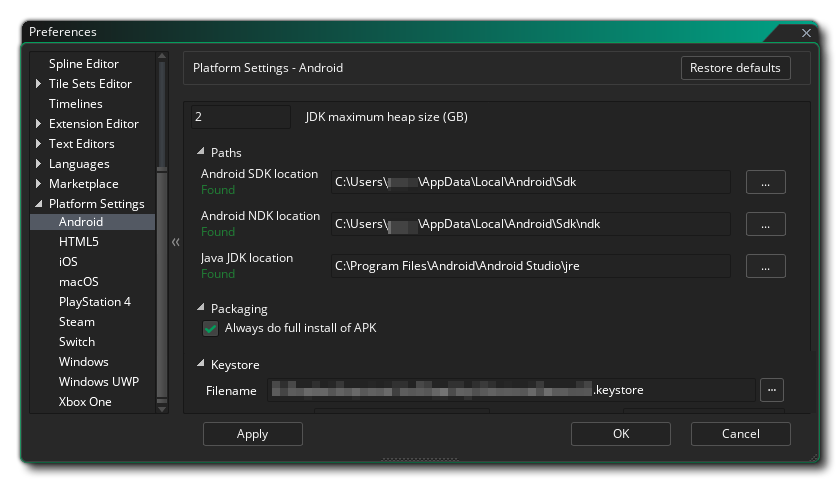 Preferences
Spline Editor
Tile Sets Editor
Timelines
Extension Editor
Text Editors
Languages
Marketplace
Platform Settings
Android
HTML5
iOS
macOS
PlayStation 4
Steam
Switch
Windows
Windows UWP
Xbox One
Platform Settings - Android
Restore defaults
2 JDK maximum heap size (GB)
Paths
Android SDK location
Found
C:\Users\ \AppData\Local\Android\Sdk
...
Android NDK location
Found
C:\Users\ \AppData\Local\Android\Sdk\ndk
...
Java JDK location
Found
C:\Program Files\Android\Android Studio\jre
...
Packaging
Always do full install of APK
Keystore
Filename .keystore
...
Apply OK Cancel